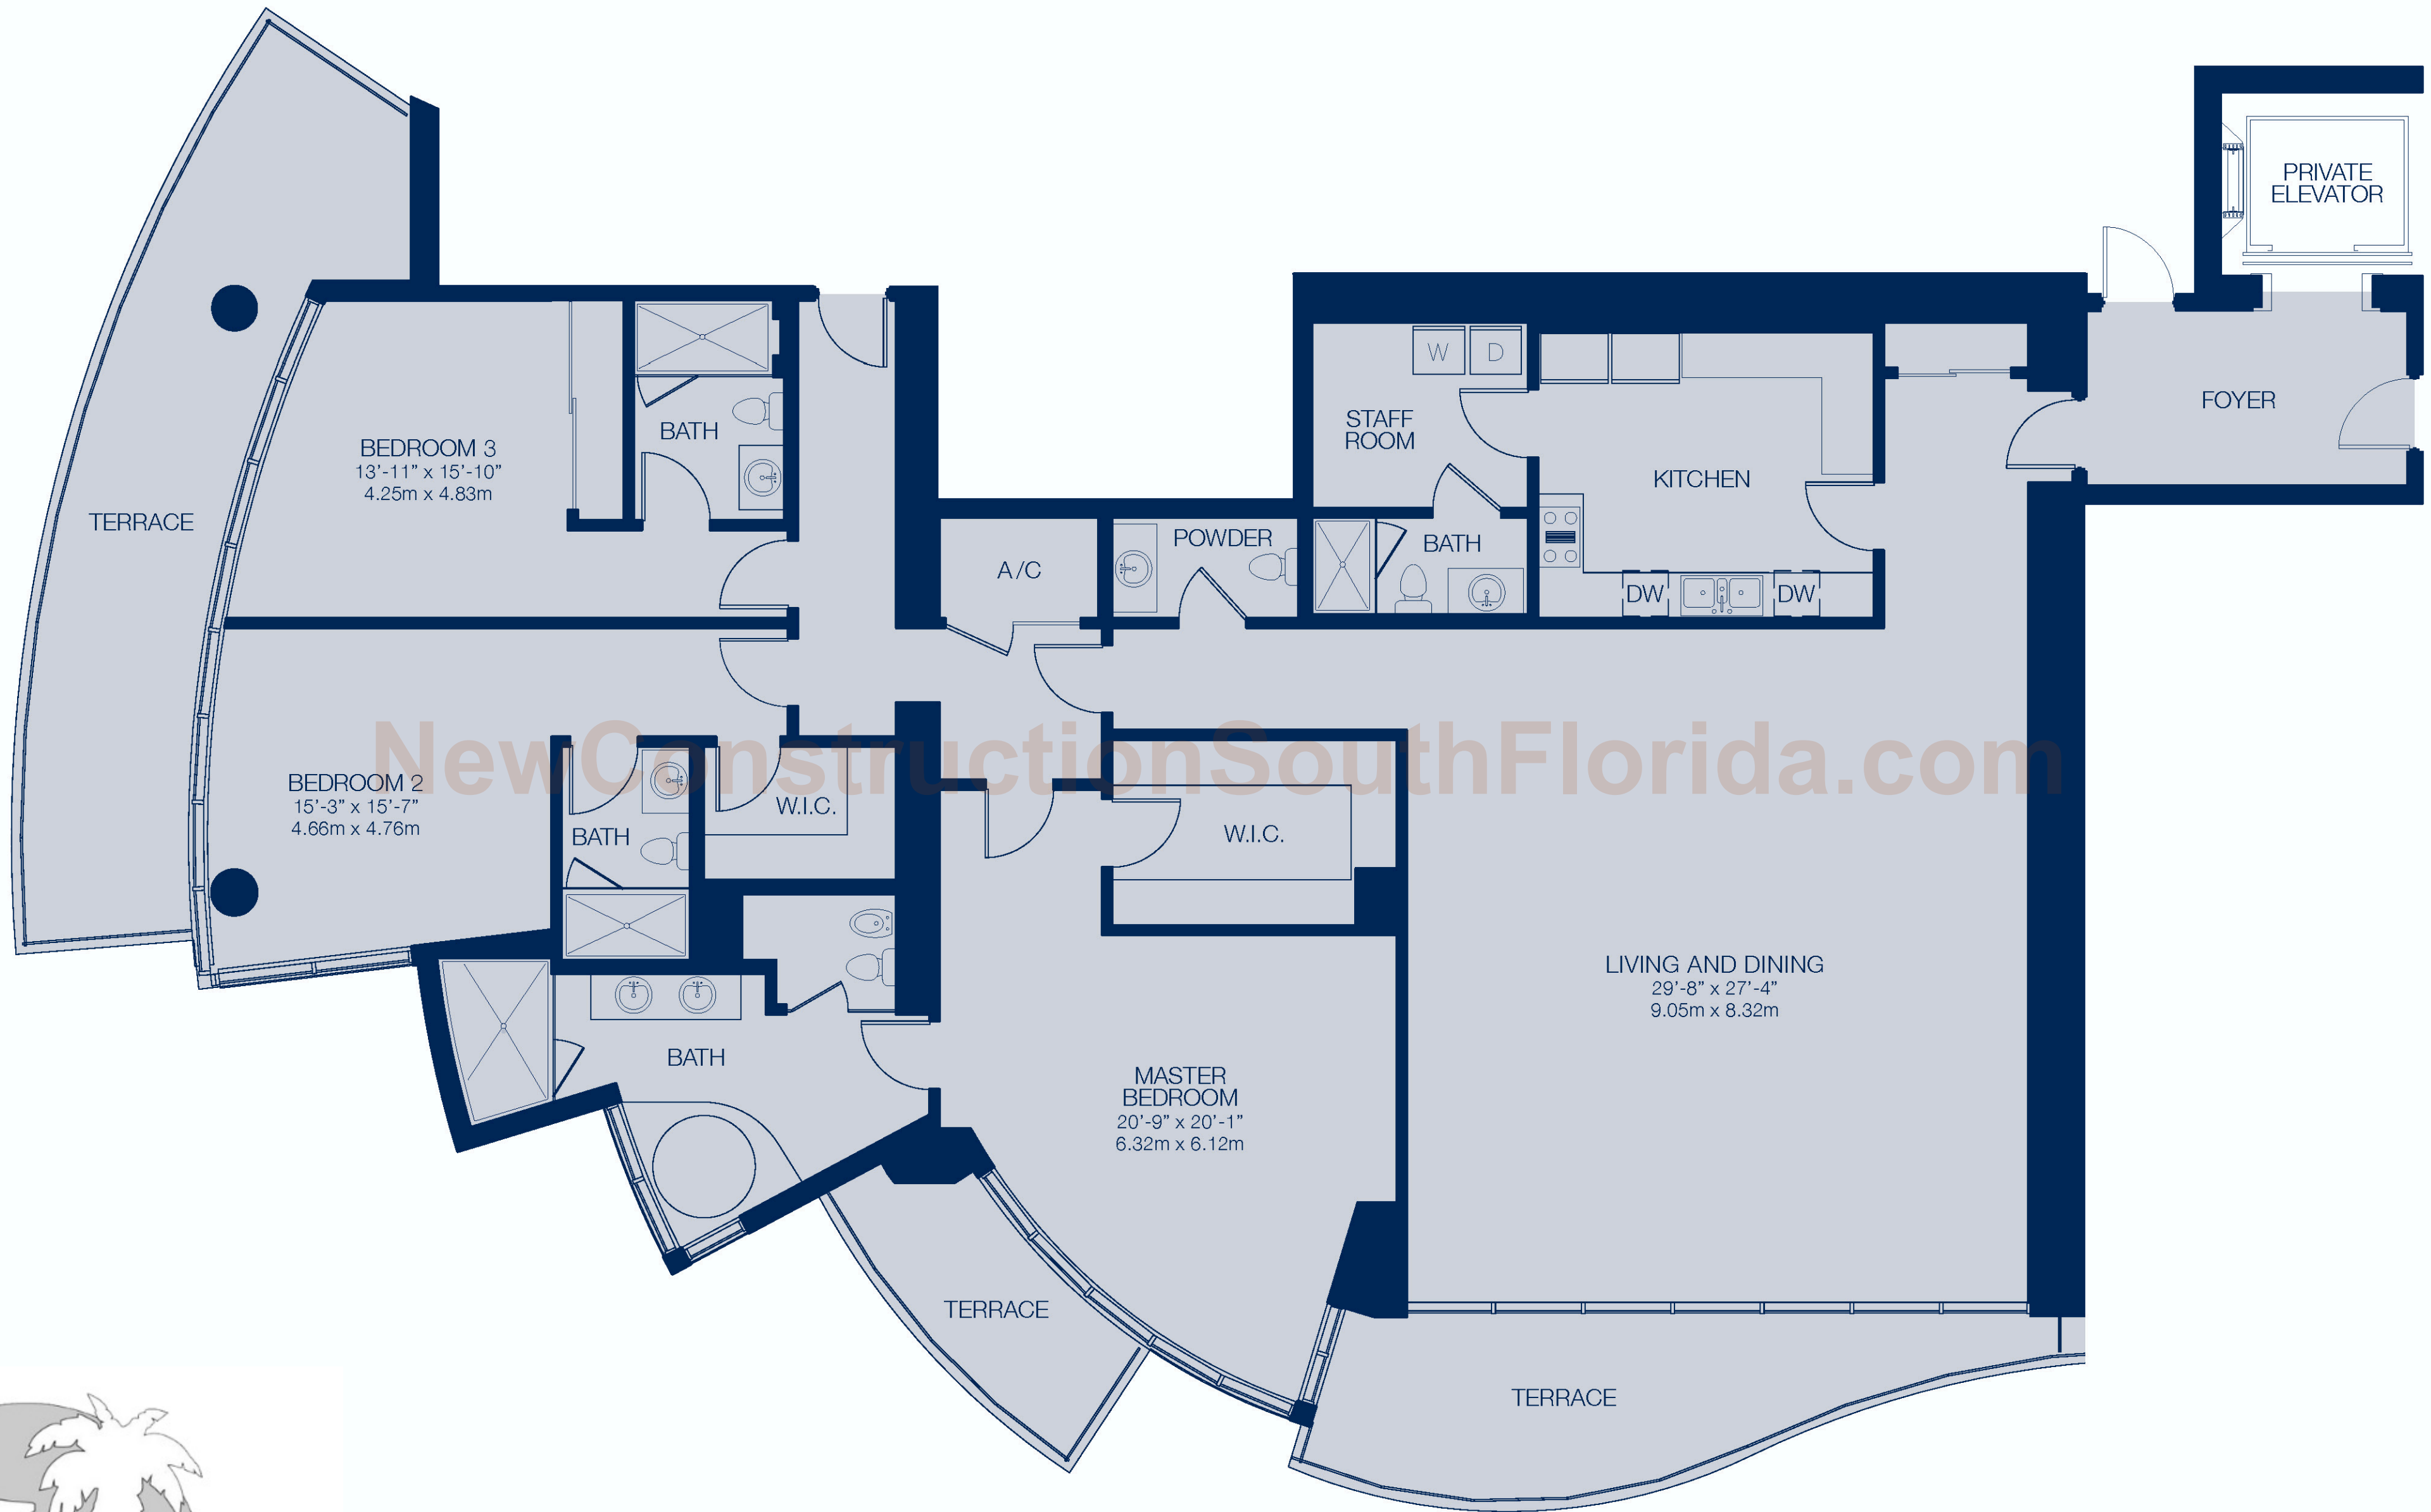 PRIVATE
ELEVATOR
FOYER
W
D
STAFF
ROOM
KITCHEN
BATH
BEDROOM 3
13'-11" x 15'-10"
4.25m x 4.83m
TERRACE
POWDER
BATH
A/C
DW
DW
NewConstructionSouthFlorida.com
BEDROOM 2
15'-3" x 15'-7"
4.66m x 4.76m
BATH
W.I.C.
W.I.C.
LIVING AND DINING
29'-8" x 27'-4"
9.05m x 8.32m
BATH
MASTER
BEDROOM
20'-9" x 20'-1"
6.32m x 6.12m
TERRACE
TERRACE